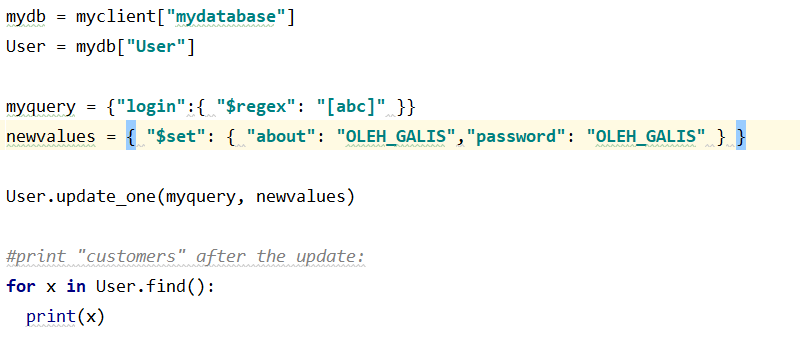 mydb = myclient["mydatabase"]
User = mydb["User"]
myquery = {"login":{ "$regex": "[abc]" }}
newvalues = { "$set": { "about": "OLEH_GALIS","password": "OLEH_GALIS" } }
User.update_one(myquery, newvalues)
#print "customers" after the update:
for x in User.find():
  print(x)